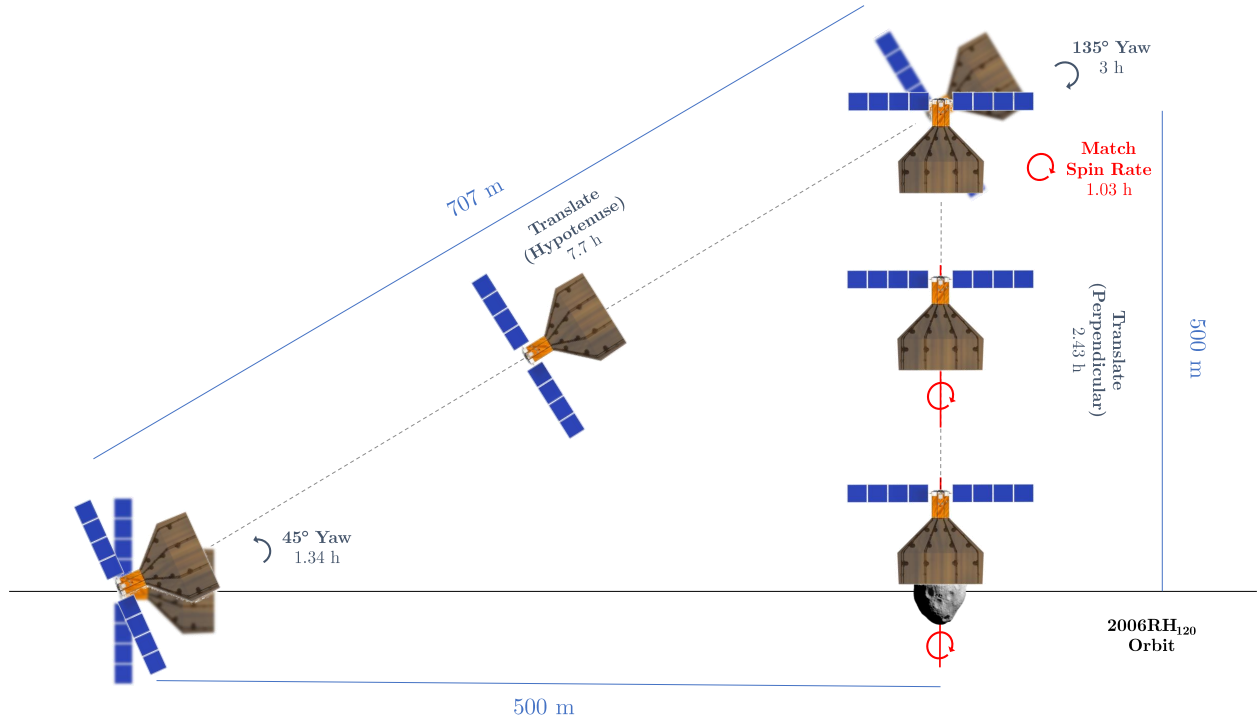 135° Yaw
3 h
Match
Spin Rate
1.03 h
707 m
Translate
(Hypotenuse)
7.7 h
Translate
(Perpendicular)
2.43 h
500 m
45° Yaw
1.34 h
2006RH₁₂₀
Orbit
500 m